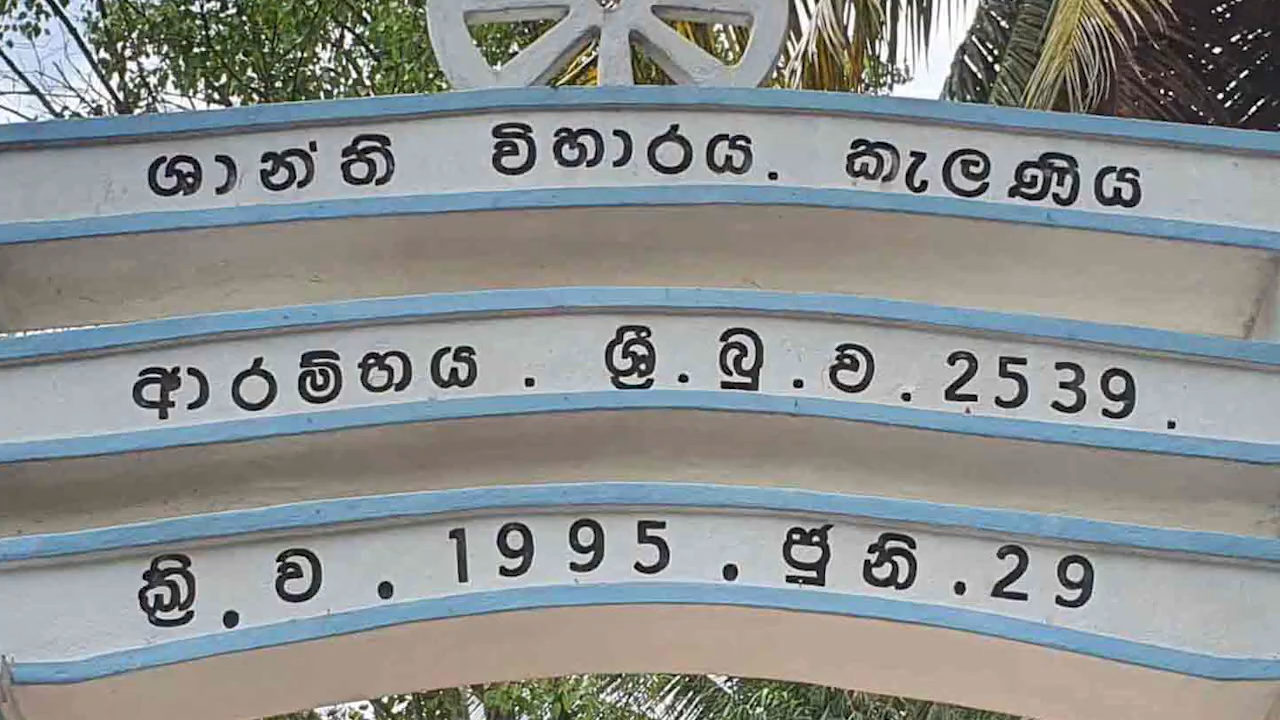 ශාන්ති විහාරය. කැලණිය
ආරම්භය . ශ්‍රී. බු . ව . 2539 .
ක්‍රි . ව . 1995 . ජුනි . 29